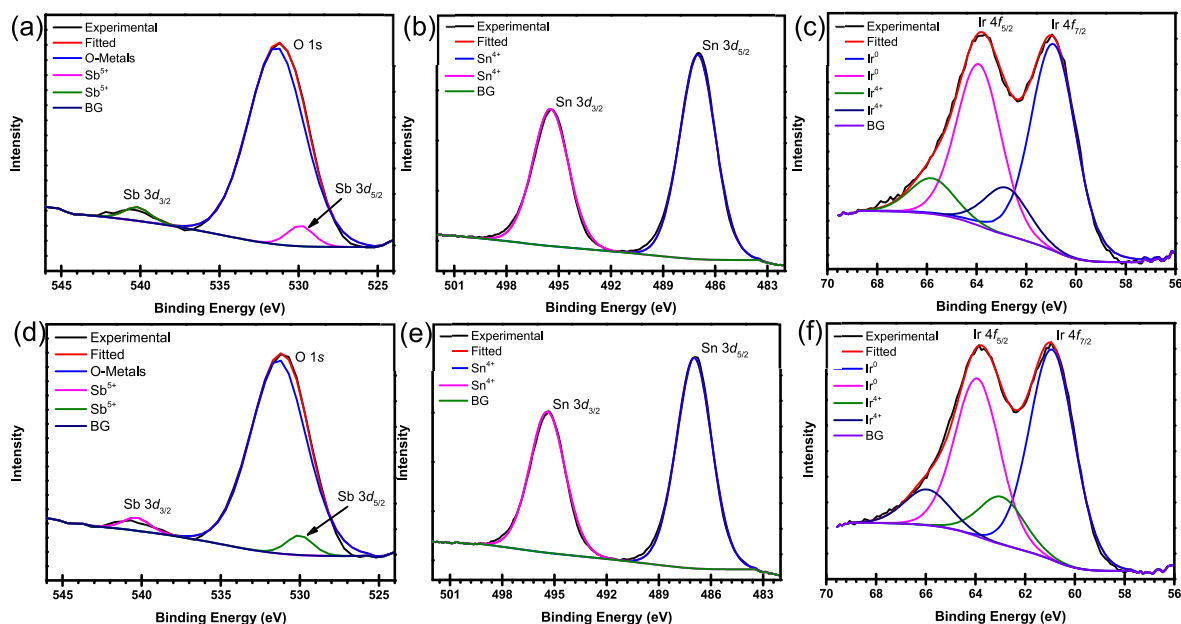 (a)
Experimental
Fitted
O-Metals
Sb⁵⁺
Sb⁵⁺
BG
O 1s
Sb 3d₃/₂
Sb 3d₅/₂
Intensity
545 540 535 530 525
Binding Energy (eV)
(b)
Experimental
Fitted
Sn⁴⁺
Sn⁴⁺
BG
Sn 3d₅/₂
Sn 3d₃/₂
Intensity
501 498 495 492 489 486 483
Binding Energy (eV)
(c)
Experimental
Fitted
Ir⁰
Ir⁰
Ir⁴⁺
Ir⁴⁺
BG
Ir 4f₅/₂
Ir 4f₇/₂
Intensity
70 68 66 64 62 60 58 56
Binding Energy (eV)
(d)
Experimental
Fitted
O-Metals
Sb⁵⁺
Sb⁵⁺
BG
O 1s
Sb 3d₃/₂
Sb 3d₅/₂
Intensity
545 540 535 530 525
Binding Energy (eV)
(e)
Experimental
Fitted
Sn⁴⁺
Sn⁴⁺
BG
Sn 3d₅/₂
Sn 3d₃/₂
Intensity
501 498 495 492 489 486 483
Binding Energy (eV)
(f)
Experimental
Fitted
Ir⁰
Ir⁰
Ir⁴⁺
Ir⁴⁺
BG
Ir 4f₅/₂
Ir 4f₇/₂
Intensity
70 68 66 64 62 60 58 56
Binding Energy (eV)